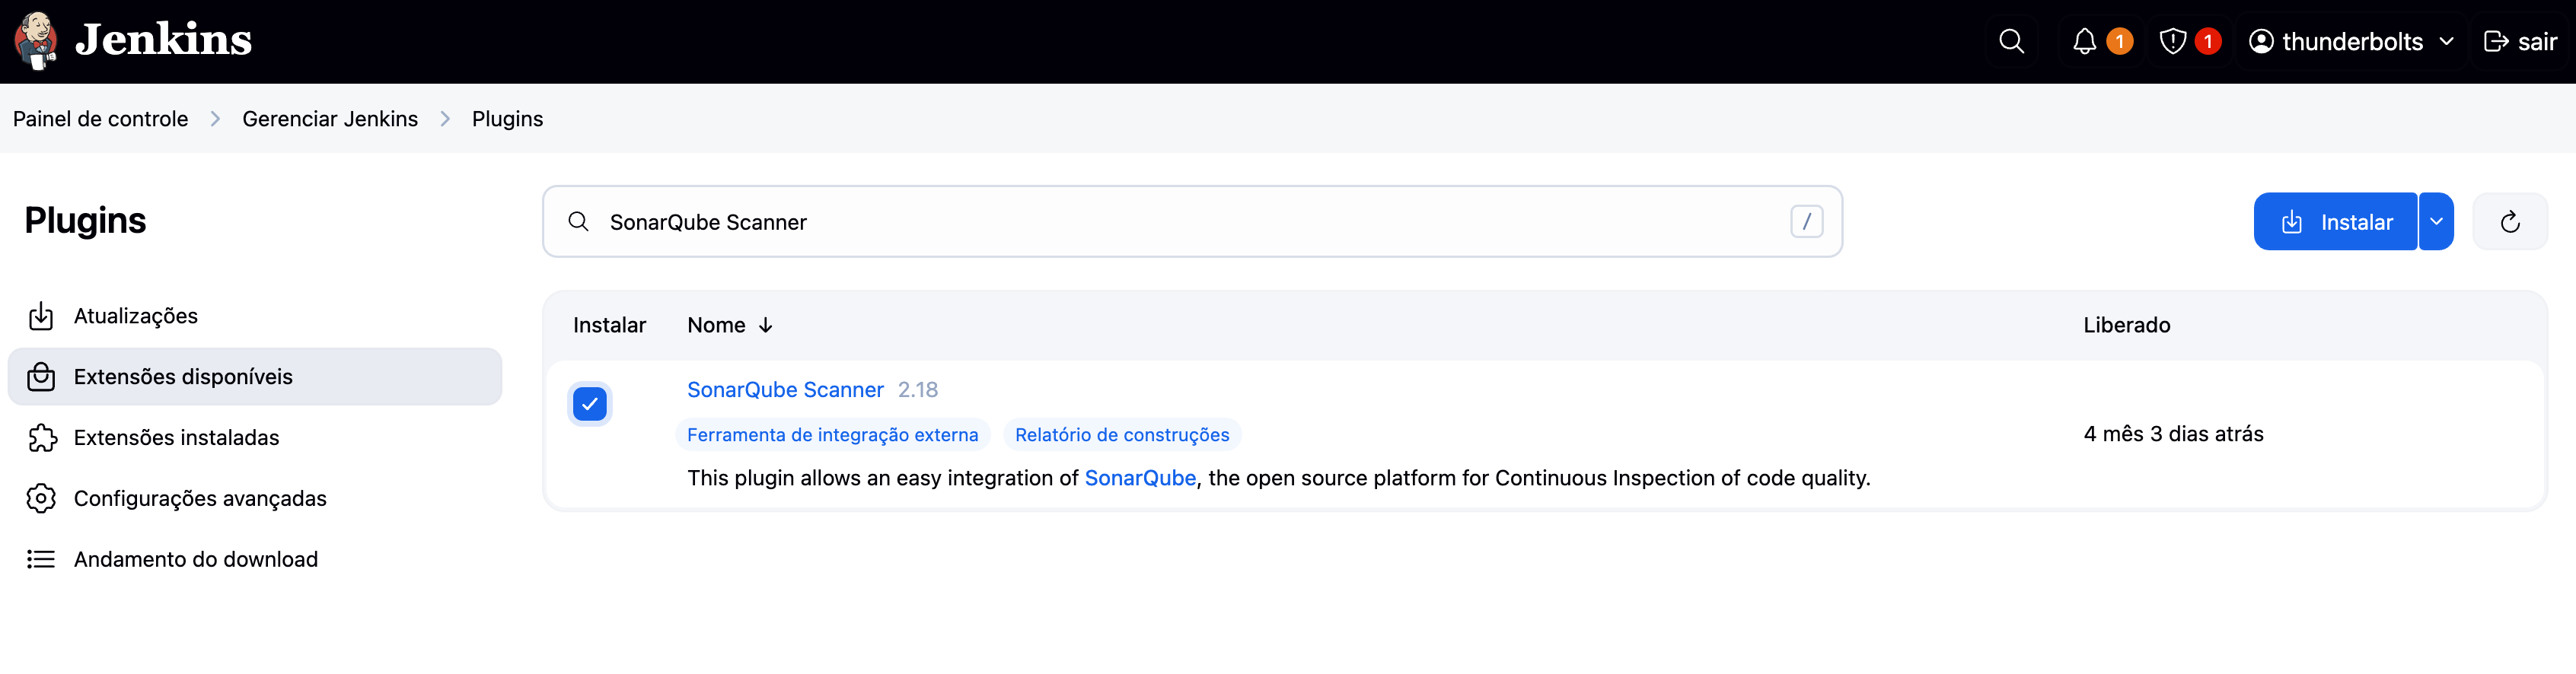 Jenkins
1
1
thunderbolts
sair
Painel de controle
Gerenciar Jenkins
Plugins
Plugins
SonarQube Scanner
/
Instalar
Atualizações
Extensões disponíveis
Extensões instaladas
Configurações avançadas
Andamento do download
Instalar
Nome ↓
Liberado
SonarQube Scanner 2.18
Ferramenta de integração externa
Relatório de construções
This plugin allows an easy integration of SonarQube, the open source platform for Continuous Inspection of code quality.
4 mês 3 dias atrás